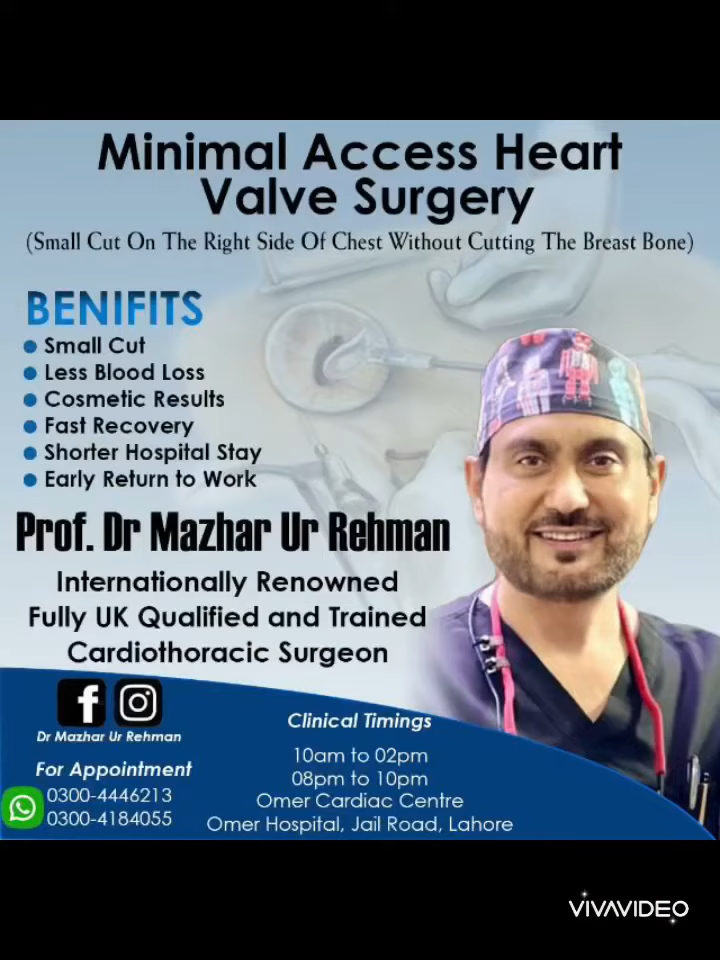 Minimal Access Heart
Valve Surgery
(Small Cut On The Right Side Of Chest Without Cutting The Breast Bone)
BENIFITS
Small Cut
Less Blood Loss
Cosmetic Results
Fast Recovery
Shorter Hospital Stay
Early Return to Work
Prof. Dr Mazhar Ur Rehman
Internationally Renowned
Fully UK Qualified and Trained
Cardiothoracic Surgeon
Dr Mazhar Ur Rehman
For Appointment
0300-4446213
0300-4184055
Clinical Timings
10am to 02pm
08pm to 10pm
Omer Cardiac Centre
Omer Hospital, Jail Road, Lahore
VIVAVIDEO